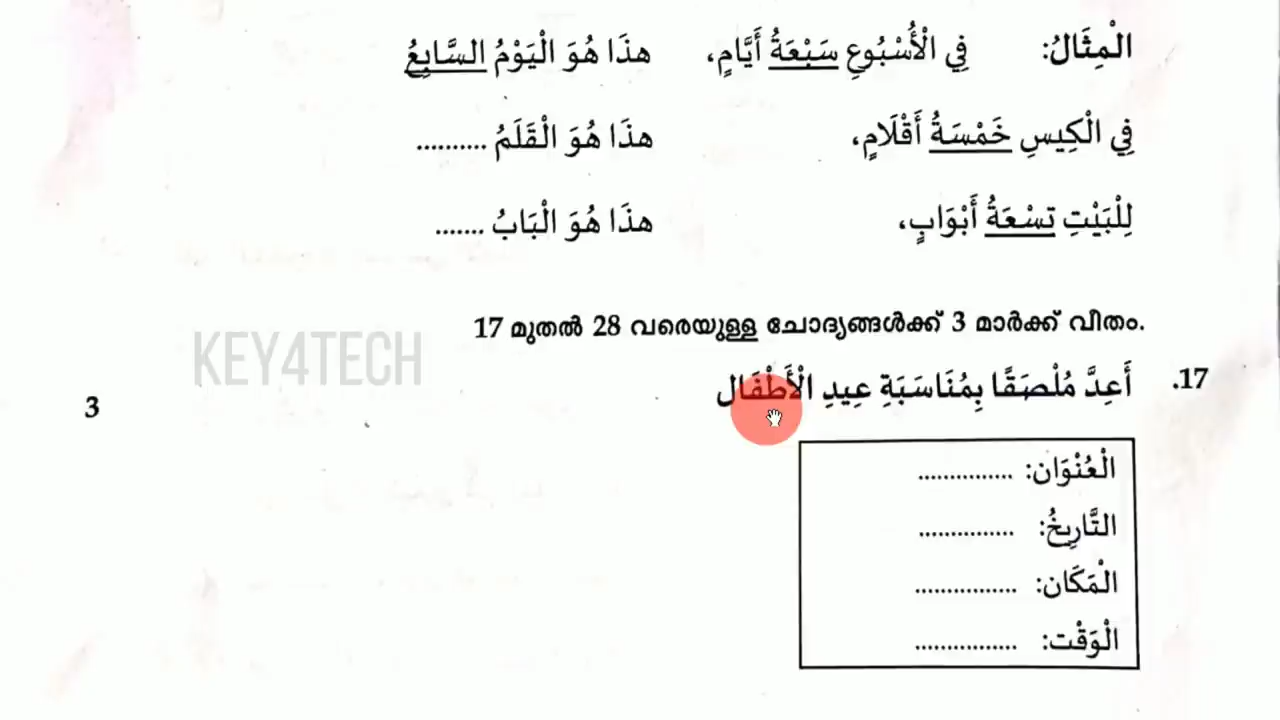 الْمِثَالُ: فِي الْأُسْبُوعِ سَبْعَةُ أَيَّامٍ، هذَا هُوَ الْيَوْمُ السَّابِعُ
فِي الْكِيسِ خَمْسَةُ أَقْلَامٍ، هذَا هُوَ الْقَلَمُ ..........
لِلْبَيْتِ تِسْعَةُ أَبْوَابٍ، هذَا هُوَ الْبَابُ .......
17 മുതൽ 28 വരെയുള്ള ചോദ്യങ്ങൾക്ക് 3 മാർക്ക് വീതം.
KEY4TECH
.17 أَعِدَّ مُلْصَقًا بِمُنَاسَبَةِ عِيدِ الْأَطْفَال 3
الْعُنْوَان: ...............
التَّارِيخُ: ...............
الْمَكَان: ................
الْوَقْت: ................